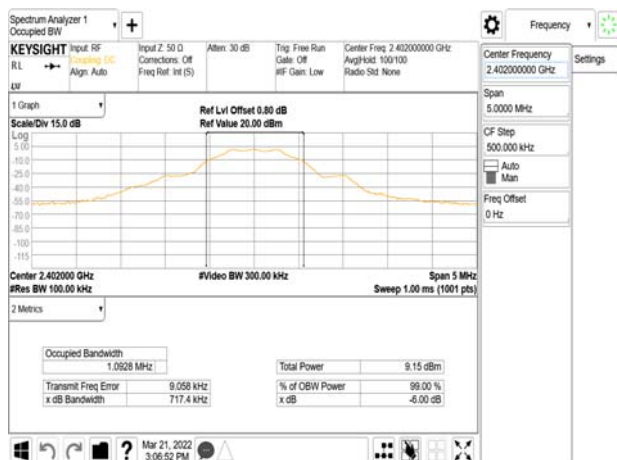 Spectrum Analyzer 1
Occupied BW
Frequency
KEYSIGHT
RL
Input: RF
Coupling: DC
Align: Auto
Input Z: 50 Ω
Corrections: Off
Freq Ref: Int (S)
Atten: 30 dB
Trig: Free Run
Gate: Off
#IF Gain: Low
Center Freq: 2.402000000 GHz
Avg|Hold: 100/100
Radio Std: None
Center Frequency
2.402000000 GHz
Settings
Span
5.0000 MHz
CF Step
500.000 kHz
Auto
Man
Freq Offset
0 Hz
1 Graph
Scale/Div 15.0 dB
Ref Lvl Offset 0.80 dB
Ref Value 20.00 dBm
Log
5.00
-10.0
-25.0
-40.0
-55.0
-70.0
-85.0
-100
-115
Center 2.402000 GHz
#Video BW 300.00 kHz
Span 5 MHz
#Res BW 100.00 kHz
Sweep 1.00 ms (1001 pts)
2 Metrics
Occupied Bandwidth
1.0928 MHz
Total Power 9.15 dBm
Transmit Freq Error 9.058 kHz
% of OBW Power 99.00 %
x dB Bandwidth 717.4 kHz
x dB -6.00 dB
?
Mar 21, 2022
3:06:52 PM